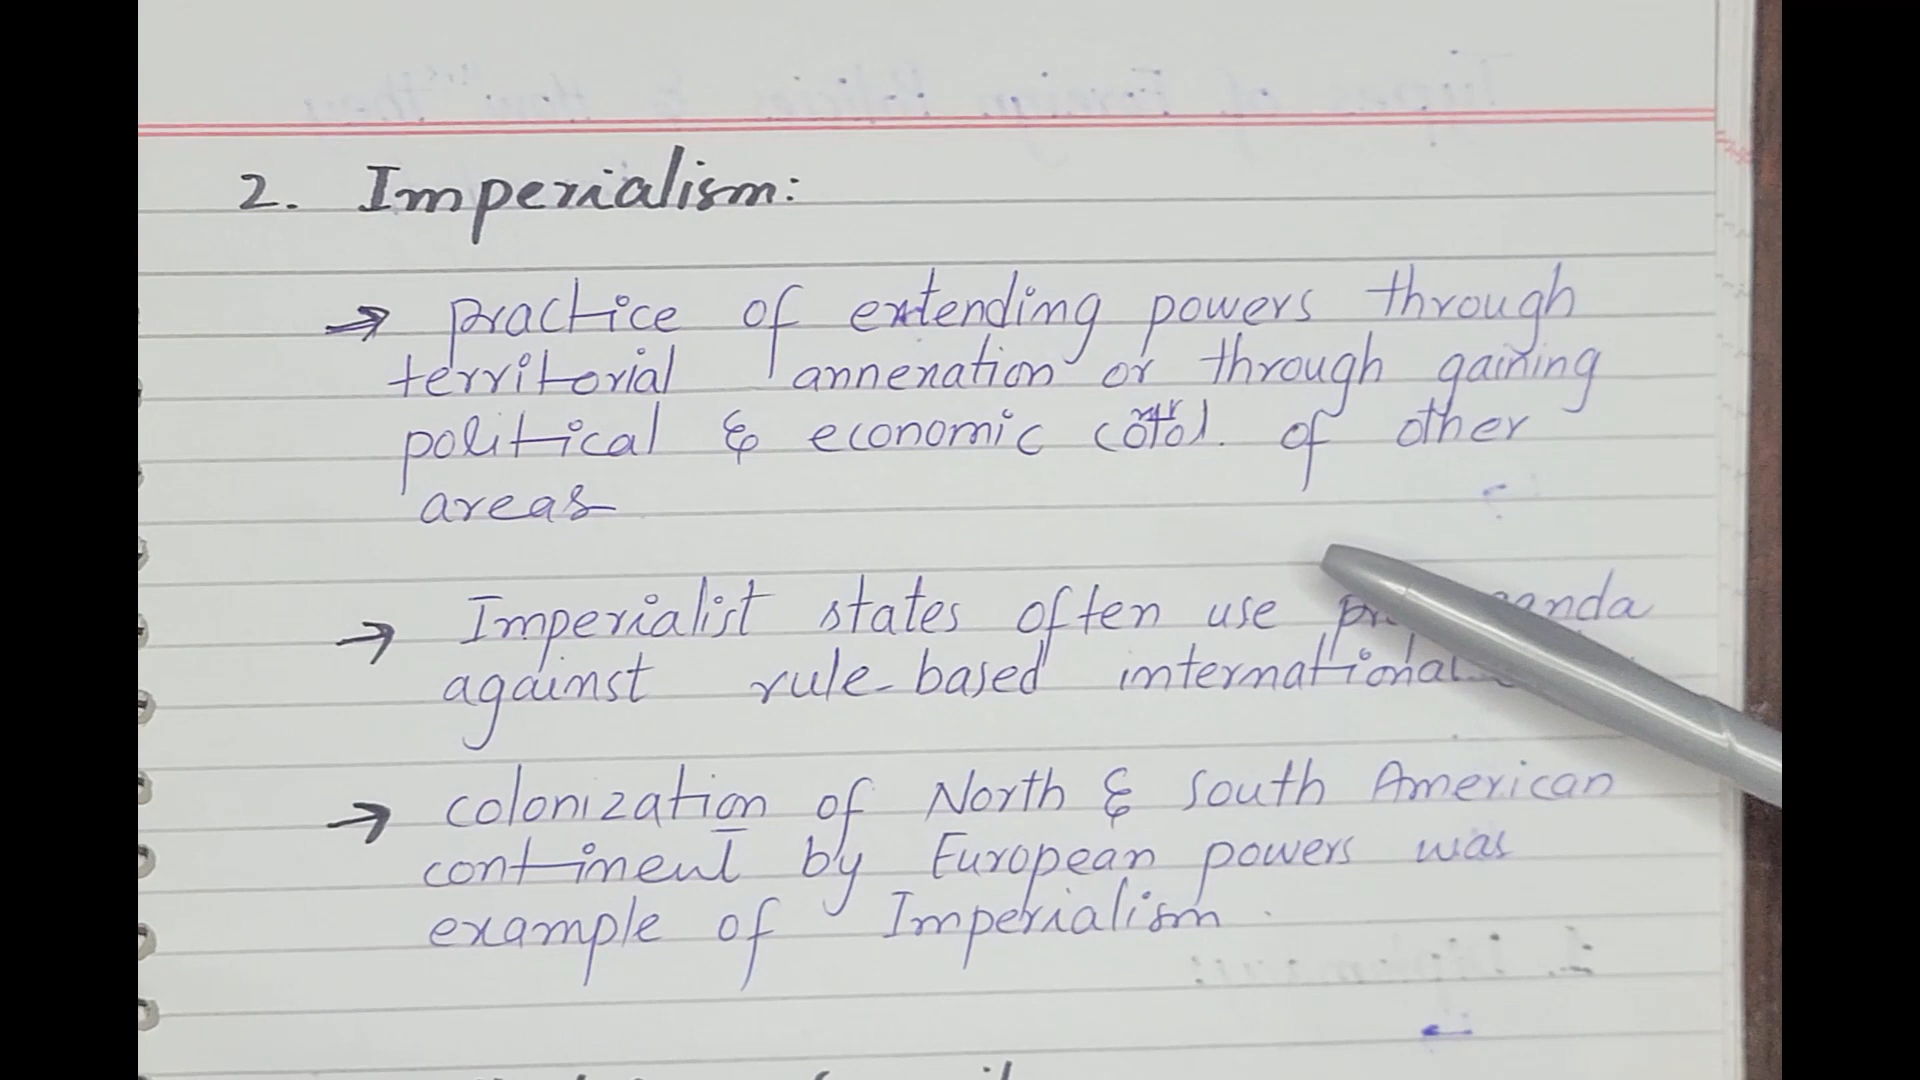 2. Imperialism:
→ practice of extending powers through
territorial annexation or through gaining
political & economic of other
areas
→ Imperialist states often use
against rule-based international
→ colonization of North & South American
continent by European powers was
example of Imperialism.